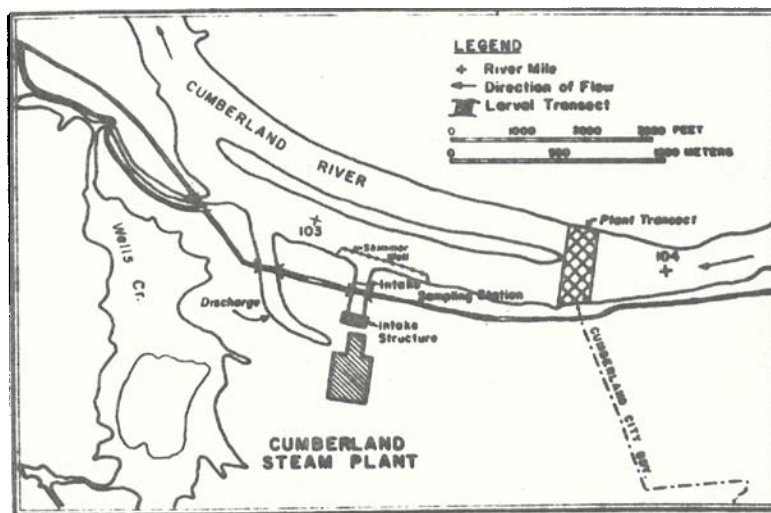 LEGEND
River Mile
Direction of Flow
Larval Transect
0 1000 2000 3000 FEET
0 500 1000 METERS
CUMBERLAND
RIVER
Plant Transect
103
104
Skimmer
Wall
Wells Cr.
Intake
Sampling Station
Discharge
Intake
Structure
CUMBERLAND CITY BDY.
CUMBERLAND
STEAM PLANT